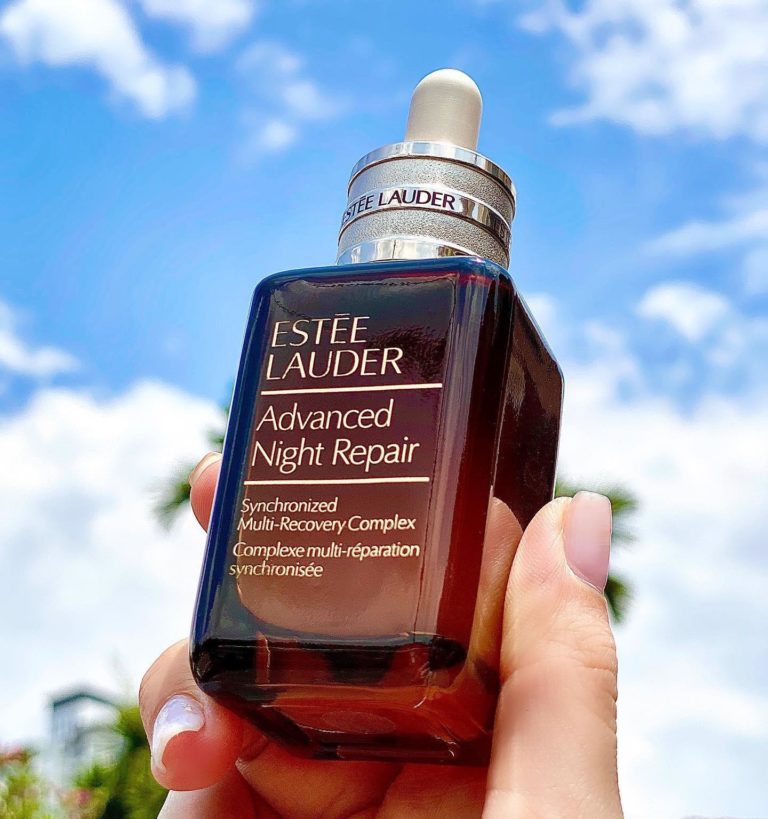 ESTĒE LAUDER
ESTĒE
LAUDER
Advanced
Night Repair
Synchronized
Multi-Recovery Complex
Complexe multi-réparation
synchronisée